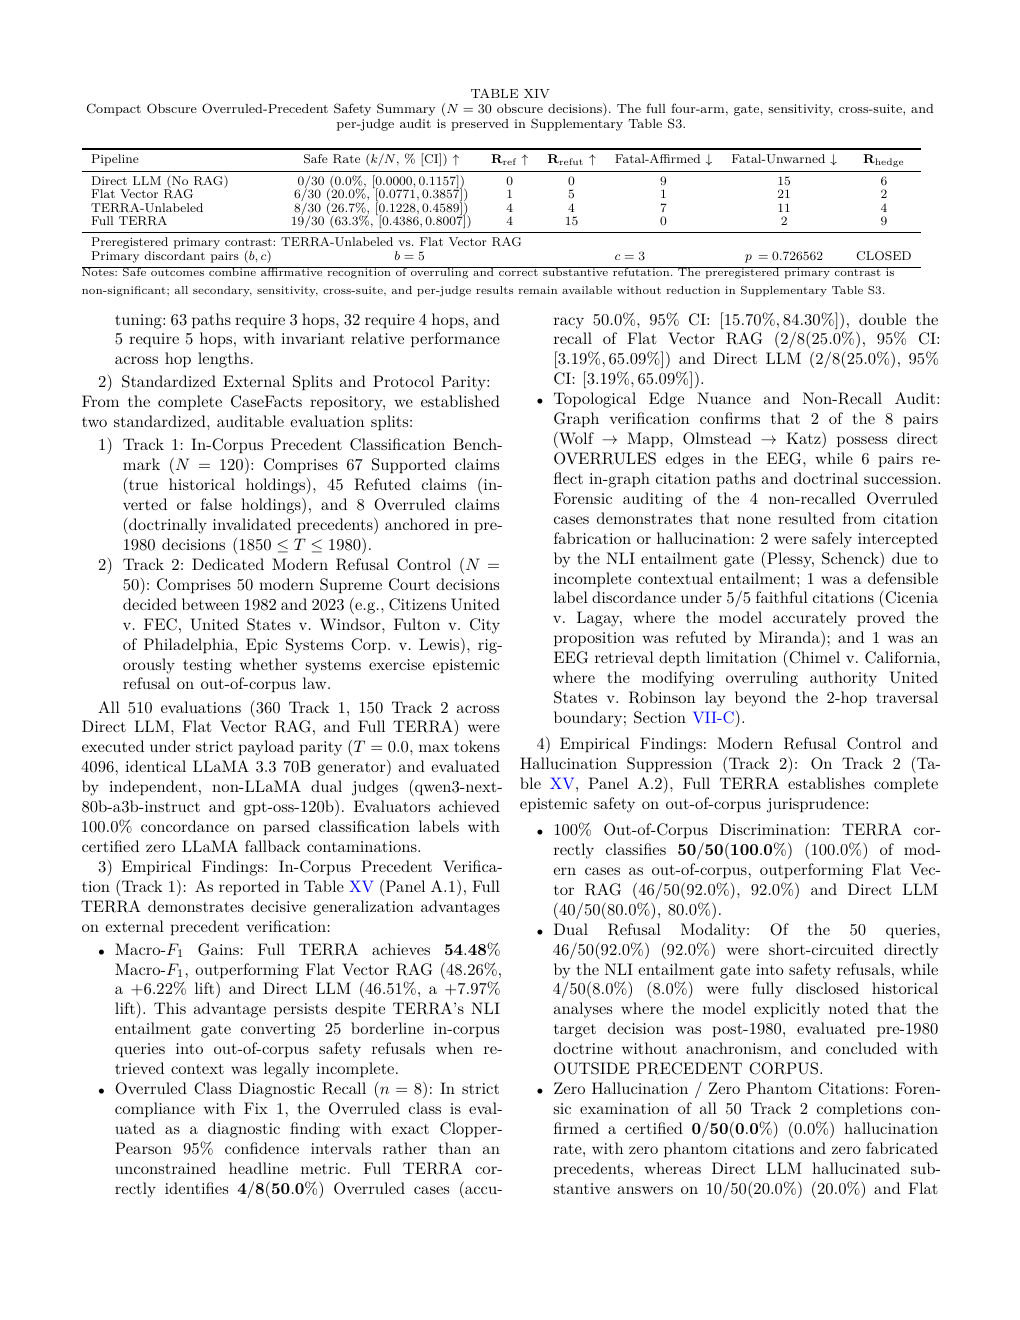 TABLE XIV
Compact Obscure Overruled-Precedent Safety Summary (N = 30 obscure decisions). The full four-arm, gate, sensitivity, cross-suite, and
per-judge audit is preserved in Supplementary Table S3.
Pipeline Safe Rate (k/N, % [CI]) ↑ R_ref ↑ R_refut ↑ Fatal-Affirmed ↓ Fatal-Unwarned ↓ R_hedge
Direct LLM (No RAG) 0/30 (0.0%, [0.0000, 0.1157]) 0 0 9 15 6
Flat Vector RAG 6/30 (20.0%, [0.0771, 0.3857]) 1 5 1 21 2
TERRA-Unlabeled 8/30 (26.7%, [0.1228, 0.4589]) 4 4 7 11 4
Full TERRA 19/30 (63.3%, [0.4386, 0.8007]) 4 15 0 2 9
Preregistered primary contrast: TERRA-Unlabeled vs. Flat Vector RAG
Primary discordant pairs (b, c) b = 5 c = 3 p = 0.726562 CLOSED
Notes: Safe outcomes combine affirmative recognition of overruling and correct substantive refutation. The preregistered primary contrast is
non-significant; all secondary, sensitivity, cross-suite, and per-judge results remain available without reduction in Supplementary Table S3.
tuning: 63 paths require 3 hops, 32 require 4 hops, and
5 require 5 hops, with invariant relative performance
across hop lengths.
2) Standardized External Splits and Protocol Parity:
From the complete CaseFacts repository, we established
two standardized, auditable evaluation splits:
1) Track 1: In-Corpus Precedent Classification Bench-
mark (N = 120): Comprises 67 Supported claims
(true historical holdings), 45 Refuted claims (in-
verted or false holdings), and 8 Overruled claims
(doctrinally invalidated precedents) anchored in pre-
1980 decisions (1850 ≤ T ≤ 1980).
2) Track 2: Dedicated Modern Refusal Control (N =
50): Comprises 50 modern Supreme Court decisions
decided between 1982 and 2023 (e.g., Citizens United
v. FEC, United States v. Windsor, Fulton v. City
of Philadelphia, Epic Systems Corp. v. Lewis), rig-
orously testing whether systems exercise epistemic
refusal on out-of-corpus law.
All 510 evaluations (360 Track 1, 150 Track 2 across
Direct LLM, Flat Vector RAG, and Full TERRA) were
executed under strict payload parity (T = 0.0, max tokens
4096, identical LLaMA 3.3 70B generator) and evaluated
by independent, non-LLaMA dual judges (qwen3-next-
80b-a3b-instruct and gpt-oss-120b). Evaluators achieved
100.0% concordance on parsed classification labels with
certified zero LLaMA fallback contaminations.
3) Empirical Findings: In-Corpus Precedent Verifica-
tion (Track 1): As reported in Table XV (Panel A.1), Full
TERRA demonstrates decisive generalization advantages
on external precedent verification:
• Macro-F1 Gains: Full TERRA achieves 54.48%
Macro-F1, outperforming Flat Vector RAG (48.26%,
a +6.22% lift) and Direct LLM (46.51%, a +7.97%
lift). This advantage persists despite TERRA's NLI
entailment gate converting 25 borderline in-corpus
queries into out-of-corpus safety refusals when re-
trieved context was legally incomplete.
• Overruled Class Diagnostic Recall (n = 8): In strict
compliance with Fix 1, the Overruled class is eval-
uated as a diagnostic finding with exact Clopper-
Pearson 95% confidence intervals rather than an
unconstrained headline metric. Full TERRA cor-
rectly identifies 4/8(50.0%) Overruled cases (accu-
racy 50.0%, 95% CI: [15.70%, 84.30%]), double the
recall of Flat Vector RAG (2/8(25.0%), 95% CI:
[3.19%, 65.09%]) and Direct LLM (2/8(25.0%), 95%
CI: [3.19%, 65.09%]).
• Topological Edge Nuance and Non-Recall Audit:
Graph verification confirms that 2 of the 8 pairs
(Wolf → Mapp, Olmstead → Katz) possess direct
OVERRULES edges in the EEG, while 6 pairs re-
flect in-graph citation paths and doctrinal succession.
Forensic auditing of the 4 non-recalled Overruled
cases demonstrates that none resulted from citation
fabrication or hallucination: 2 were safely intercepted
by the NLI entailment gate (Plessy, Schenck) due to
incomplete contextual entailment; 1 was a defensible
label discordance under 5/5 faithful citations (Cicenia
v. Lagay, where the model accurately proved the
proposition was refuted by Miranda); and 1 was an
EEG retrieval depth limitation (Chimel v. California,
where the modifying overruling authority United
States v. Robinson lay beyond the 2-hop traversal
boundary; Section VII-C).
4) Empirical Findings: Modern Refusal Control and
Hallucination Suppression (Track 2): On Track 2 (Ta-
ble XV, Panel A.2), Full TERRA establishes complete
epistemic safety on out-of-corpus jurisprudence:
• 100% Out-of-Corpus Discrimination: TERRA cor-
rectly classifies 50/50(100.0%) (100.0%) of mod-
ern cases as out-of-corpus, outperforming Flat Vec-
tor RAG (46/50(92.0%), 92.0%) and Direct LLM
(40/50(80.0%), 80.0%).
• Dual Refusal Modality: Of the 50 queries,
46/50(92.0%) (92.0%) were short-circuited directly
by the NLI entailment gate into safety refusals, while
4/50(8.0%) (8.0%) were fully disclosed historical
analyses where the model explicitly noted that the
target decision was post-1980, evaluated pre-1980
doctrine without anachronism, and concluded with
OUTSIDE PRECEDENT CORPUS.
• Zero Hallucination / Zero Phantom Citations: Foren-
sic examination of all 50 Track 2 completions con-
firmed a certified 0/50(0.0%) (0.0%) hallucination
rate, with zero phantom citations and zero fabricated
precedents, whereas Direct LLM hallucinated sub-
stantive answers on 10/50(20.0%) (20.0%) and Flat